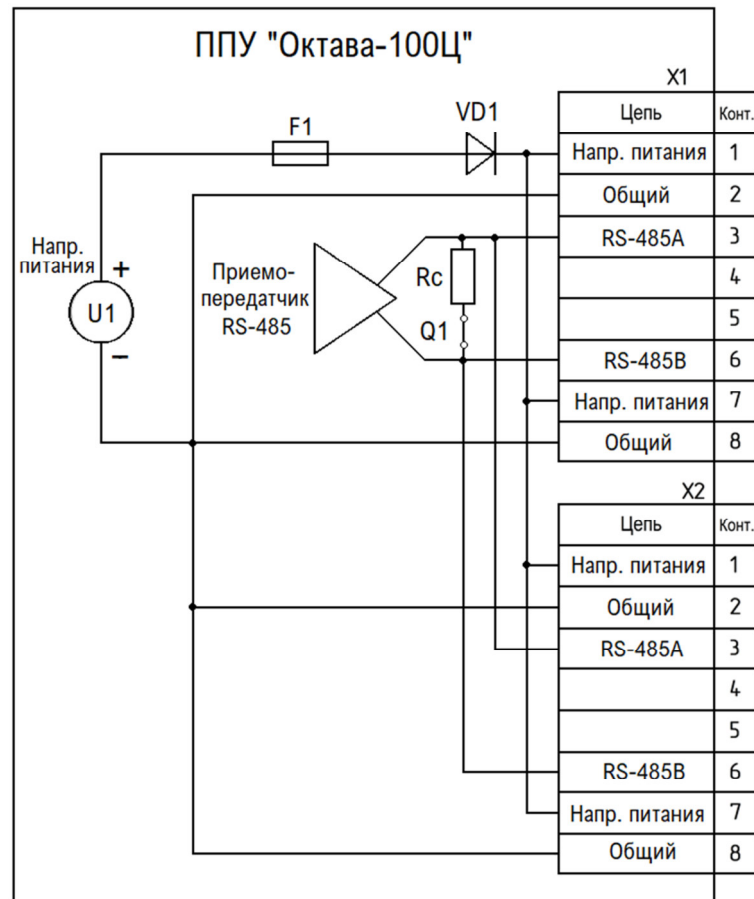 ППУ "Октава-100Ц"
X1
Цепь Конт.
F1
VD1
Напр. питания 1
Общий 2
RS-485A 3
4
5
RS-485B 6
Напр. питания 7
Общий 8
Напр.
питания +
U1
−
Приемо-
передатчик
RS-485
Rc
Q1
X2
Цепь Конт.
Напр. питания 1
Общий 2
RS-485A 3
4
5
RS-485B 6
Напр. питания 7
Общий 8